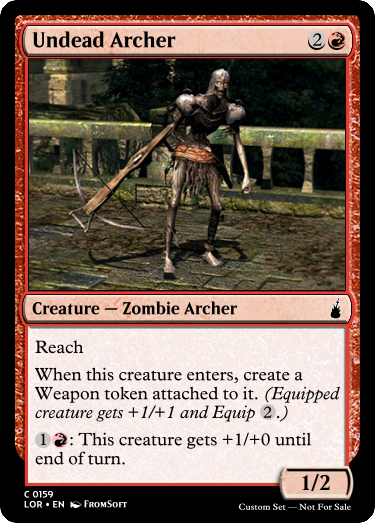 Undead Archer 2
Creature — Zombie Archer
Reach
When this creature enters, create a
Weapon token attached to it. (Equipped
creature gets +1/+1 and Equip 2.)
1: This creature gets +1/+0 until
end of turn.
1/2
C 0159
LOR • EN FROMSOFT
Custom Set — Not For Sale